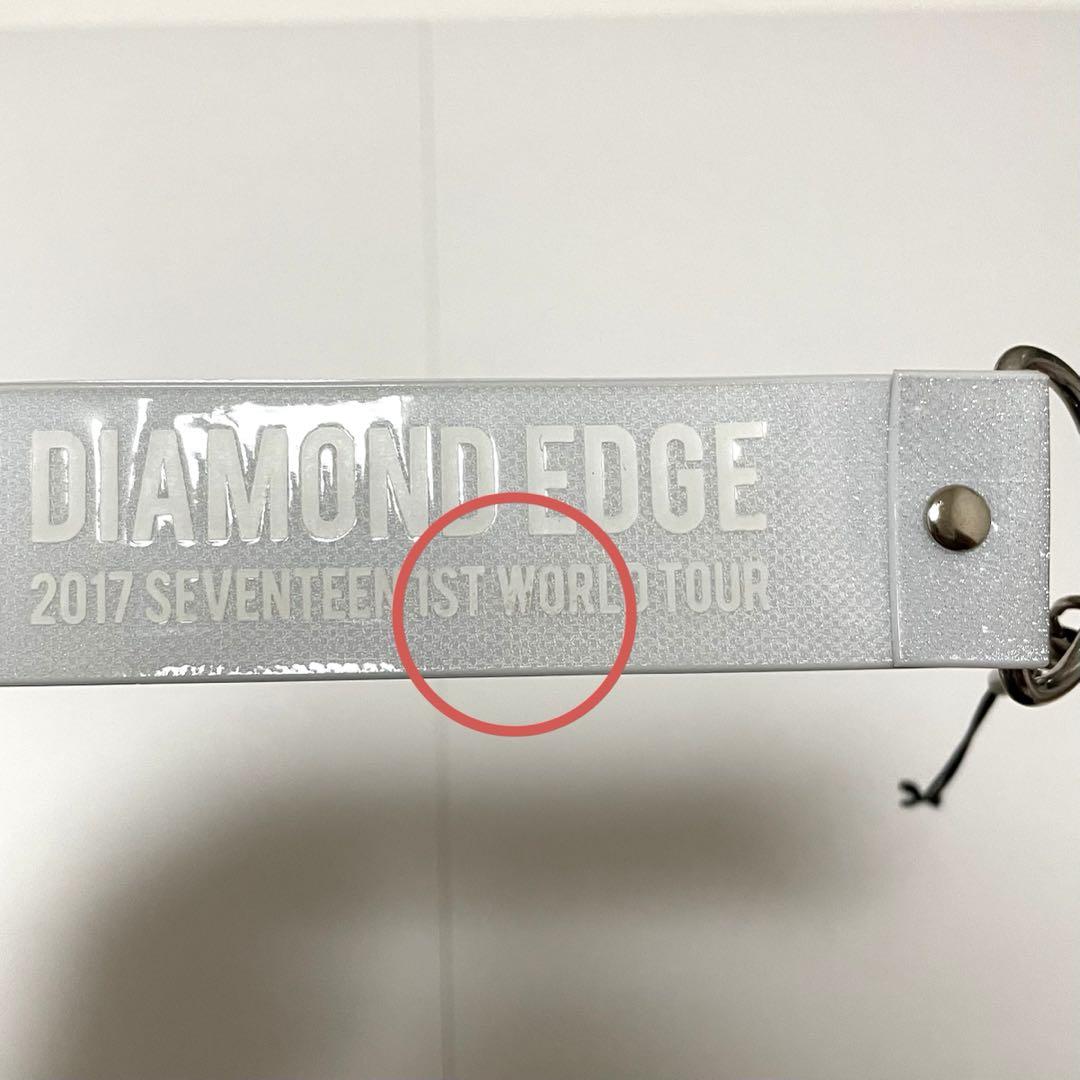 DIAMOND EDGE
2017 SEVENTEEN 1ST WORLD TOUR